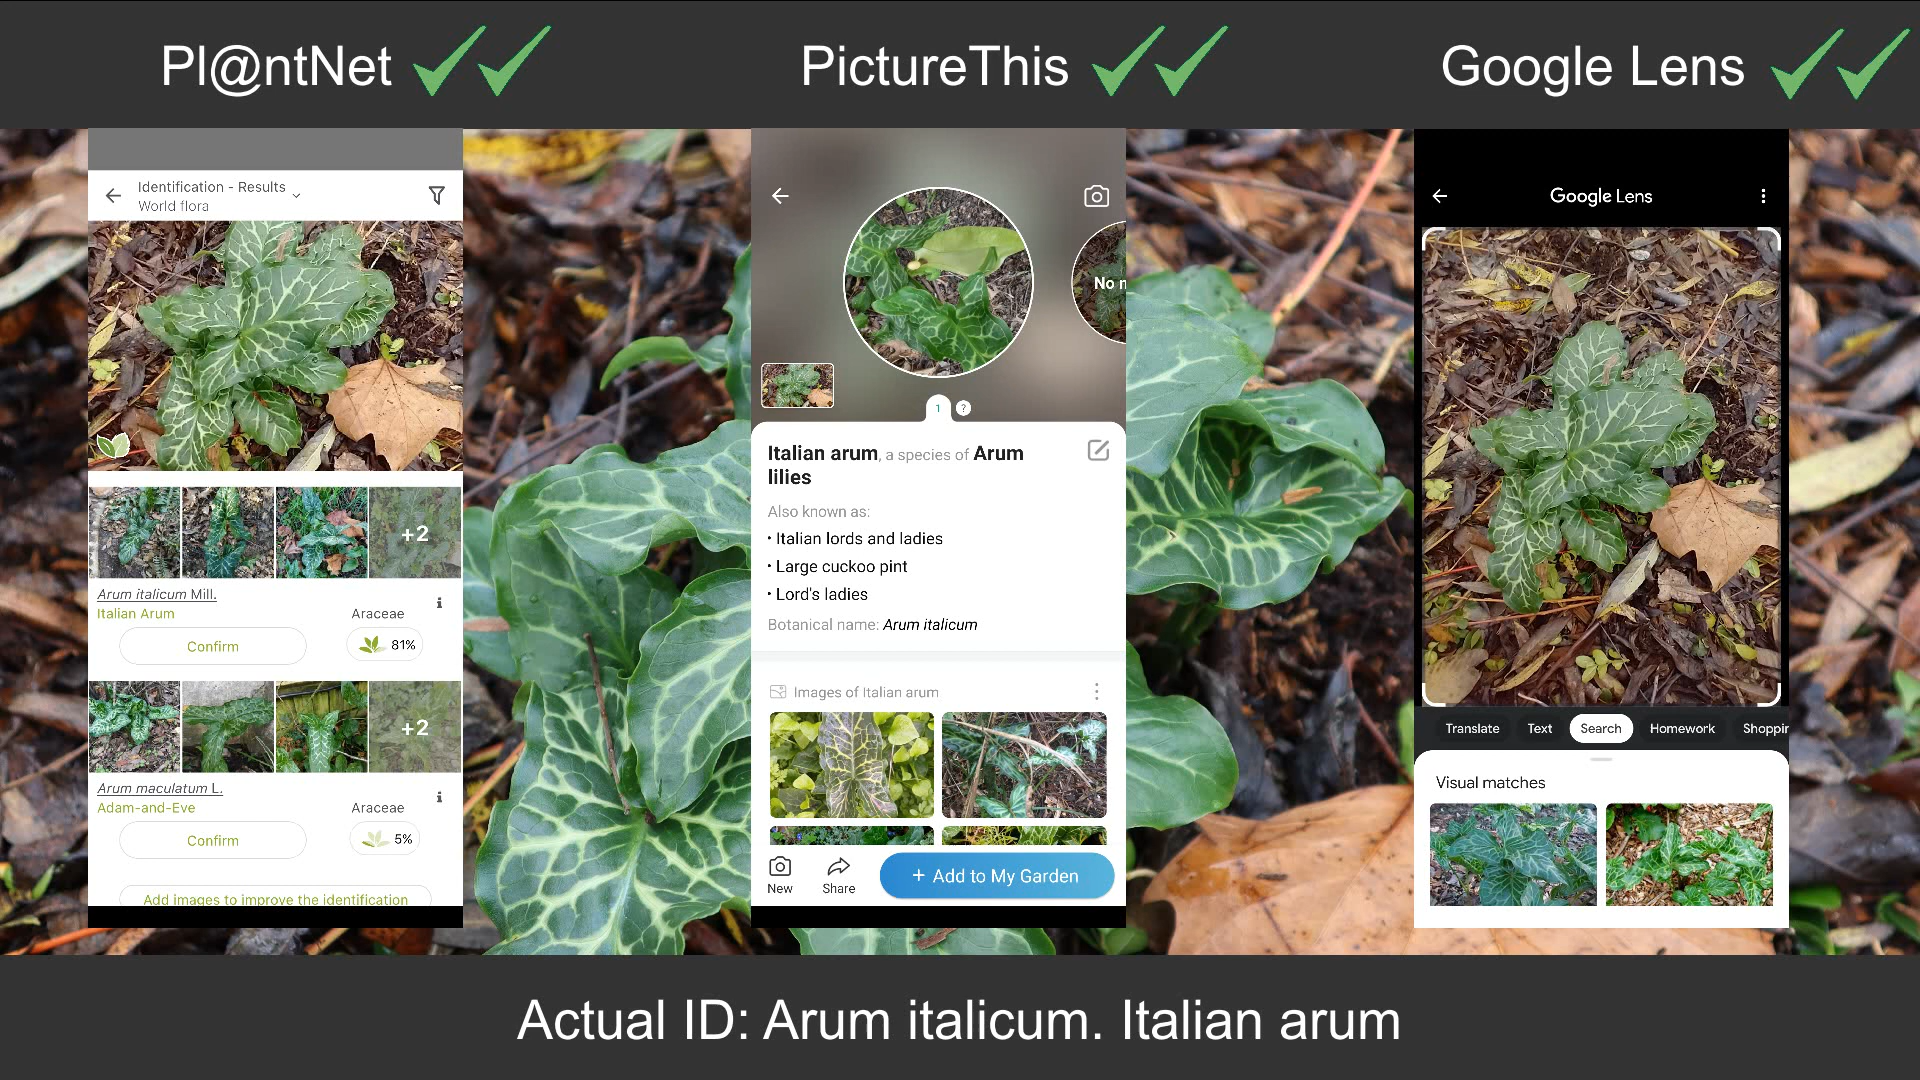 Pl@ntNet
PictureThis
Google Lens
Identification - Results
World flora
+2
Arum italicum Mill.
Italian Arum
Araceae
Confirm
81%
+2
Arum maculatum L.
Adam-and-Eve
Araceae
Confirm
5%
Add images to improve the identification
No n
1
?
Italian arum, a species of Arum
lilies
Also known as:
• Italian lords and ladies
• Large cuckoo pint
• Lord's ladies
Botanical name: Arum italicum
Images of Italian arum
New
Share
+ Add to My Garden
Google Lens
Translate
Text
Search
Homework
Shoppin
Visual matches
Actual ID: Arum italicum. Italian arum